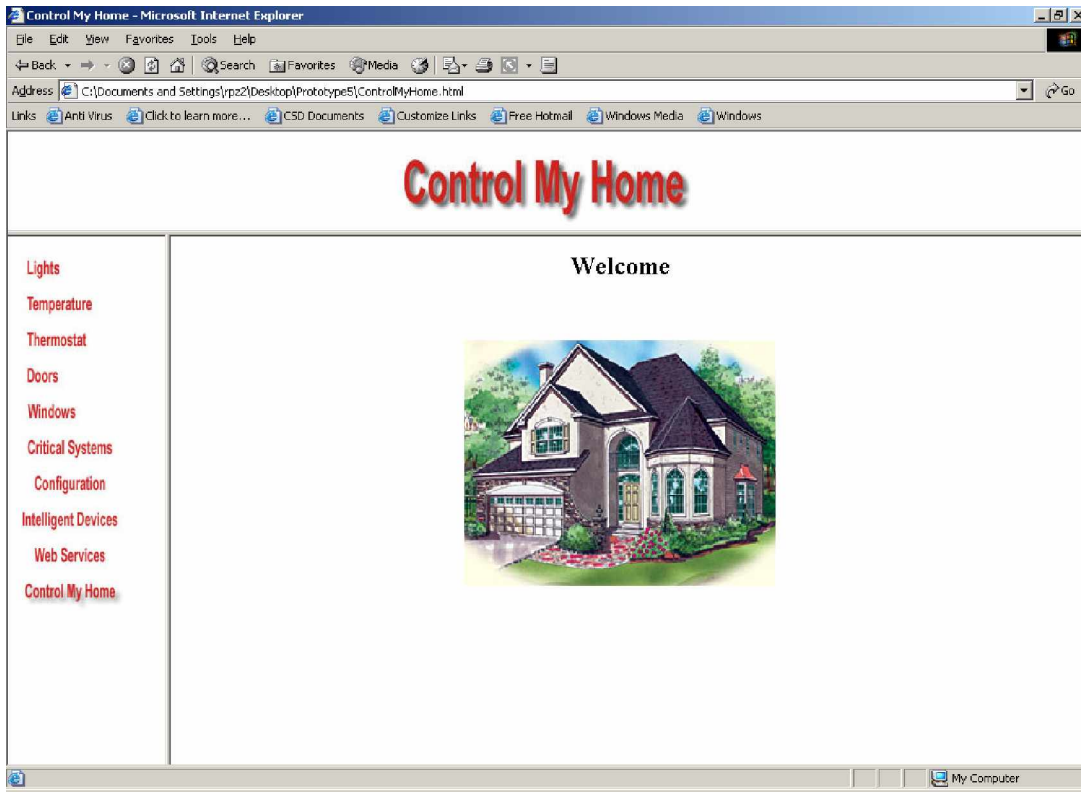 Control My Home - Microsoft Internet Explorer
File Edit View Favorites Tools Help
Back Search Favorites Media
Address C:\Documents and Settings\rpz2\Desktop\Prototype5\ControlMyHome.html Go
Links Anti Virus Click to learn more... CSD Documents Customize Links Free Hotmail Windows Media Windows
Control My Home
Welcome
Lights
Temperature
Thermostat
Doors
Windows
Critical Systems
Configuration
Intelligent Devices
Web Services
Control My Home
My Computer